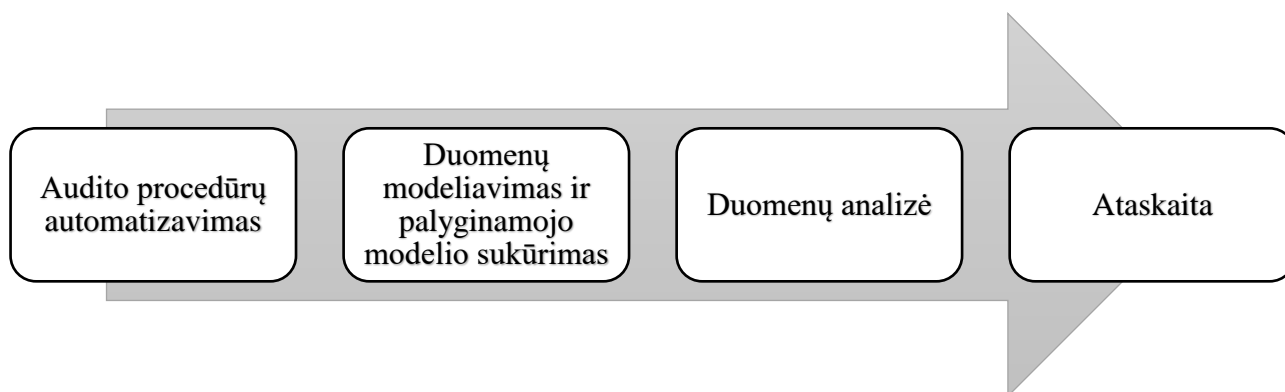 Audito procedūrų
automatizavimas
Duomenų
modeliavimas ir
palyginamojo
modelio sukūrimas
Duomenų analizė
Ataskaita